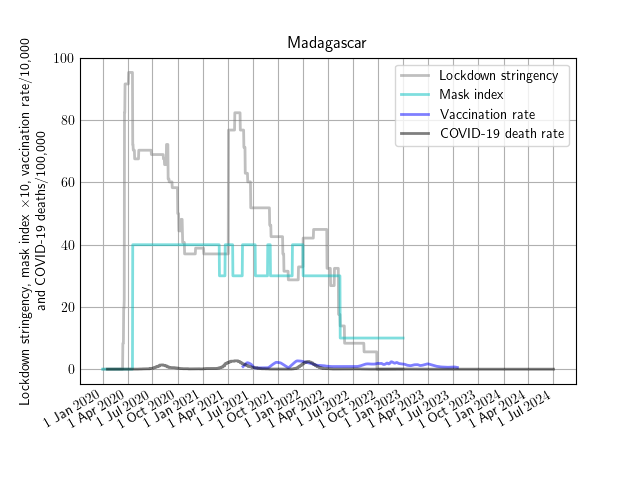 Madagascar
Lockdown stringency, mask index ×10, vaccination rate/10,000
and COVID-19 deaths/100,000
100
80
60
40
20
0
Lockdown stringency
Mask index
Vaccination rate
COVID-19 death rate
1 Jan 2020
1 Apr 2020
1 Jul 2020
1 Oct 2020
1 Jan 2021
1 Apr 2021
1 Jul 2021
1 Oct 2021
1 Jan 2022
1 Apr 2022
1 Jul 2022
1 Oct 2022
1 Jan 2023
1 Apr 2023
1 Jul 2023
1 Oct 2023
1 Jan 2024
1 Apr 2024
1 Jul 2024